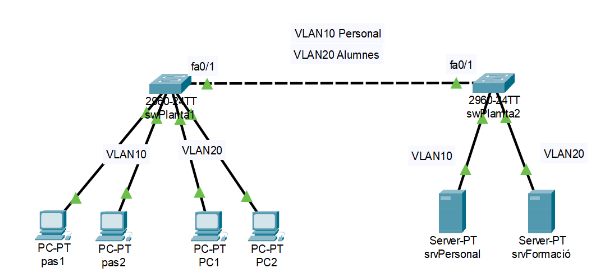 VLAN10 Personal
VLAN20 Alumnes
fa0/1
fa0/1
2960-24TT
swPlanta1
2960-24TT
swPlanta2
VLAN10
VLAN20
VLAN10
VLAN20
PC-PT
pas1
PC-PT
pas2
PC-PT
PC1
PC-PT
PC2
Server-PT
srvPersonal
Server-PT
srvFormació